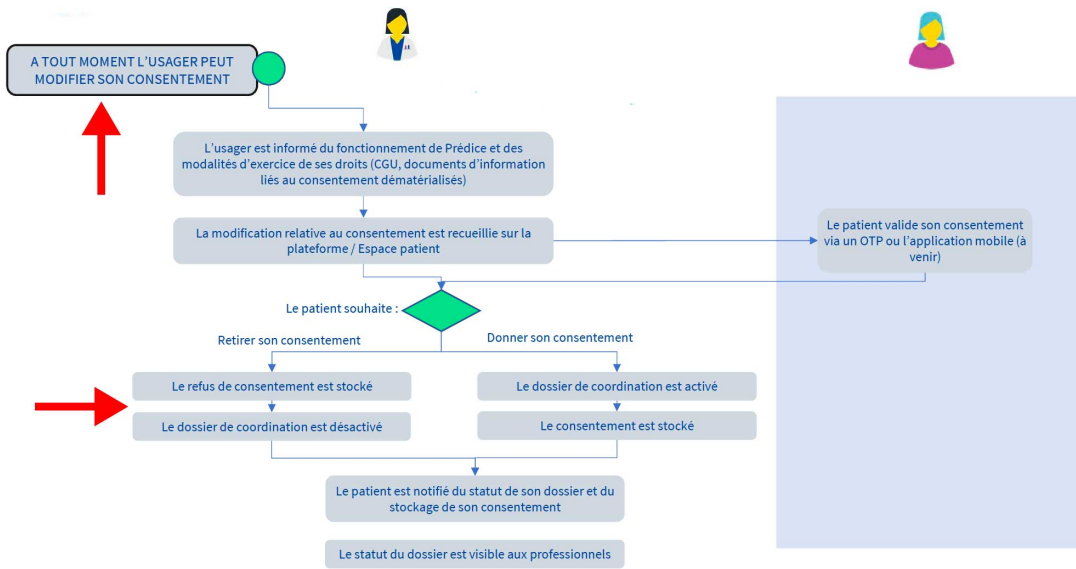 A TOUT MOMENT L'USAGER PEUT
MODIFIER SON CONSENTEMENT
L'usager est informé du fonctionnement de Prédice et des
modalités d'exercice de ses droits (CGU, documents d'information
liés au consentement dématérialisés)
La modification relative au consentement est recueillie sur la
plateforme / Espace patient
Le patient valide son consentement
via un OTP ou l'application mobile (à
venir)
Le patient souhaite :
Retirer son consentement
Donner son consentement
Le refus de consentement est stocké
Le dossier de coordination est activé
Le dossier de coordination est désactivé
Le consentement est stocké
Le patient est notifié du statut de son dossier et du
stockage de son consentement
Le statut du dossier est visible aux professionnels